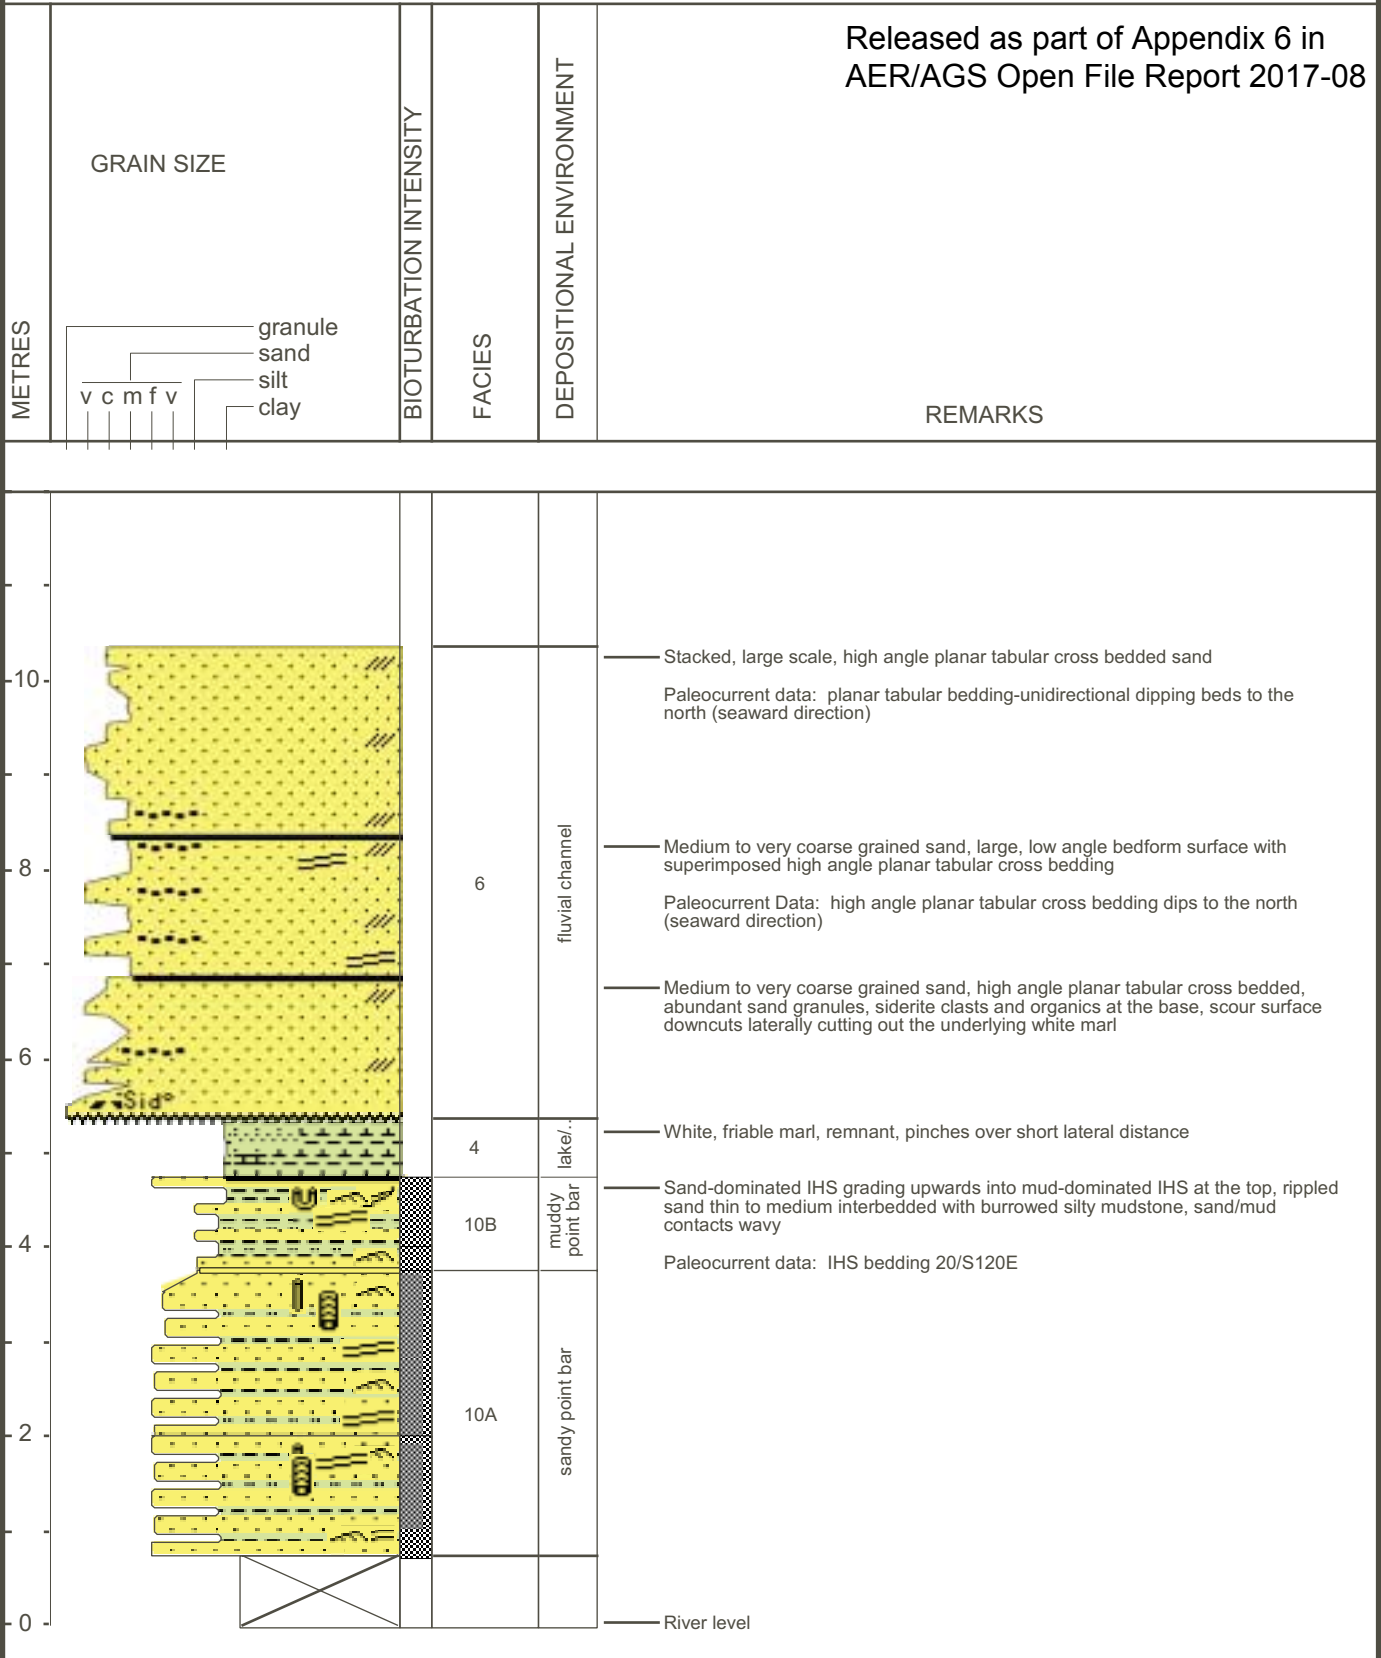 Released as part of Appendix 6 in
AER/AGS Open File Report 2017-08
METRES
GRAIN SIZE
granule
sand
silt
clay
v c m f v
BIOTURBATION INTENSITY
FACIES
DEPOSITIONAL ENVIRONMENT
REMARKS
10
8
6
4
2
0
Sid°
6
4
10B
10A
fluvial channel
lake/..
muddy
point bar
sandy point bar
Stacked, large scale, high angle planar tabular cross bedded sand
Paleocurrent data: planar tabular bedding-unidirectional dipping beds to the
north (seaward direction)
Medium to very coarse grained sand, large, low angle bedform surface with
superimposed high angle planar tabular cross bedding
Paleocurrent Data: high angle planar tabular cross bedding dips to the north
(seaward direction)
Medium to very coarse grained sand, high angle planar tabular cross bedded,
abundant sand granules, siderite clasts and organics at the base, scour surface
downcuts laterally cutting out the underlying white marl
White, friable marl, remnant, pinches over short lateral distance
Sand-dominated IHS grading upwards into mud-dominated IHS at the top, rippled
sand thin to medium interbedded with burrowed silty mudstone, sand/mud
contacts wavy
Paleocurrent data: IHS bedding 20/S120E
River level